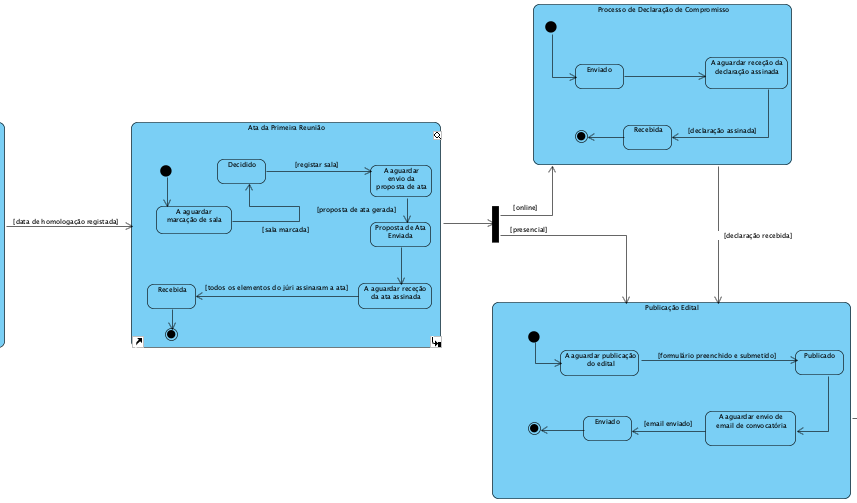 Processo de Declaração de Compromisso
Enviado
A aguardar receção da
declaração assinada
Recebida
[declaração assinada]
[data de homologação registada]
Ata da Primeira Reunião
Decidido
[registar sala]
A aguardar
envio da
proposta de ata
A aguardar
marcação de sala
[sala marcada]
[proposta de ata gerada]
Proposta de Ata
Enviada
Recebida
[todos os elementos do júri assinaram a ata]
A aguardar receção
da ata assinada
[online]
[presencial]
[declaração recebida]
Publicação Edital
A aguardar publicação
do edital
[formulário preenchido e submetido]
Publicado
Enviado
[email enviado]
A aguardar envio de
email de convocatória